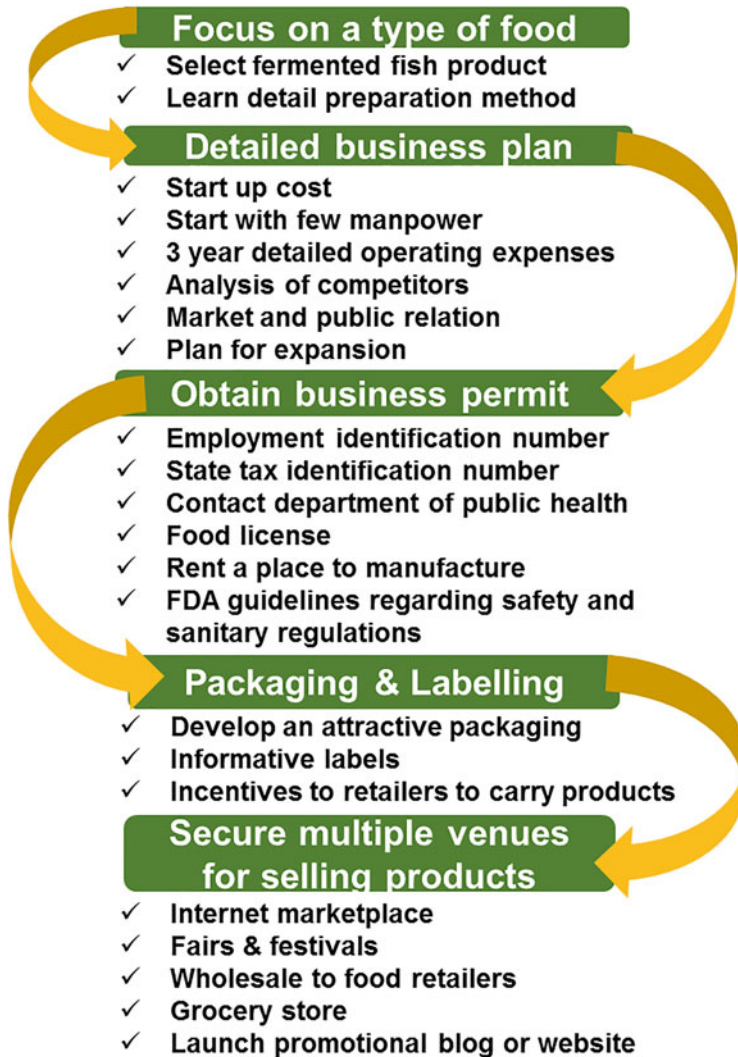 Focus on a type of food
✓ Select fermented fish product
✓ Learn detail preparation method
Detailed business plan
✓ Start up cost
✓ Start with few manpower
✓ 3 year detailed operating expenses
✓ Analysis of competitors
✓ Market and public relation
✓ Plan for expansion
Obtain business permit
✓ Employment identification number
✓ State tax identification number
✓ Contact department of public health
✓ Food license
✓ Rent a place to manufacture
✓ FDA guidelines regarding safety and
sanitary regulations
Packaging & Labelling
✓ Develop an attractive packaging
✓ Informative labels
✓ Incentives to retailers to carry products
Secure multiple venues
for selling products
✓ Internet marketplace
✓ Fairs & festivals
✓ Wholesale to food retailers
✓ Grocery store
✓ Launch promotional blog or website